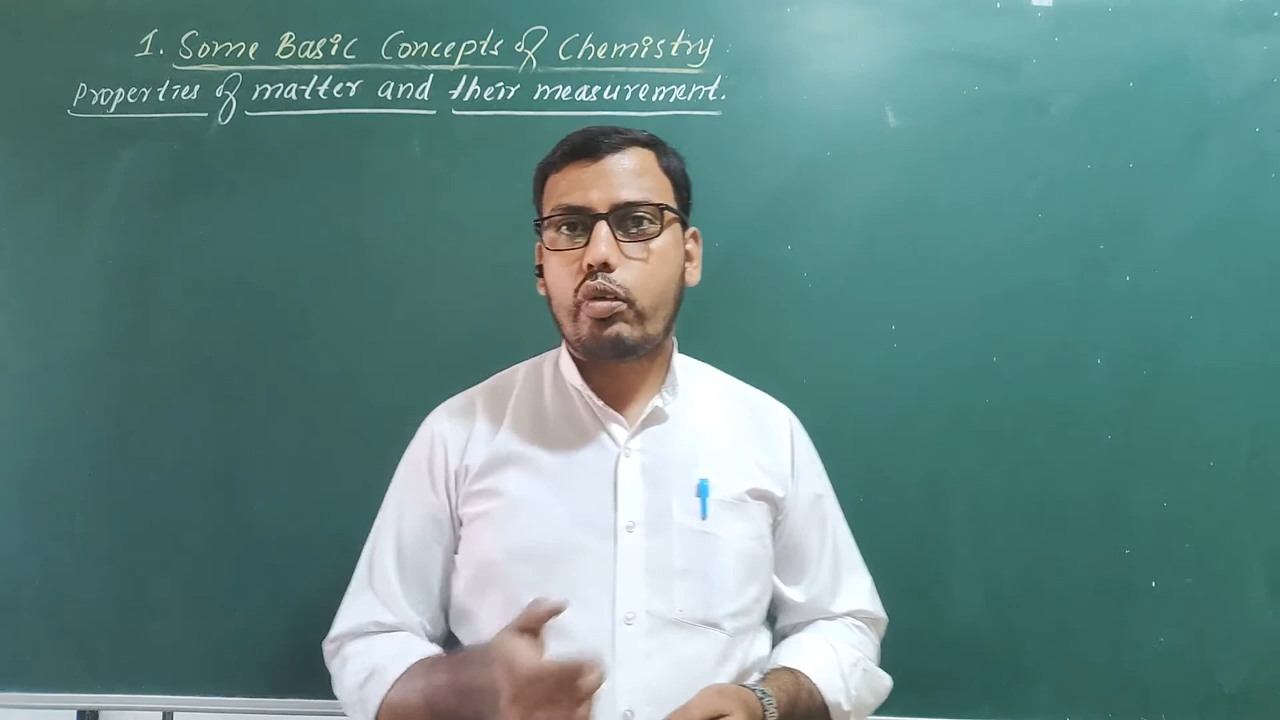 1. Some Basic Concepts of Chemistry
Properties of matter and their measurement.